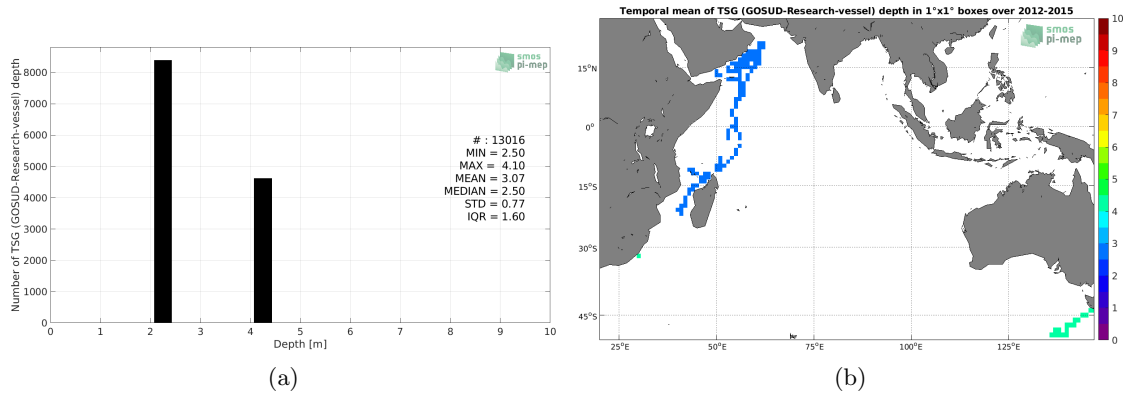 Number of TSG (GOSUD-Research-vessel) depth
8000
7000
6000
5000
4000
3000
2000
1000
0
0 1 2 3 4 5 6 7 8 9 10
Depth [m]
smos
pi-mep
# : 13016
MIN = 2.50
MAX = 4.10
MEAN = 3.07
MEDIAN = 2.50
STD = 0.77
IQR = 1.60
(a)
Temporal mean of TSG (GOSUD-Research-vessel) depth in 1°x1° boxes over 2012-2015
smos
pi-mep
15°N
0°
15°S
30°S
45°S
25°E 50°E 75°E 100°E 125°E
10
9
8
7
6
5
4
3
2
1
0
(b)